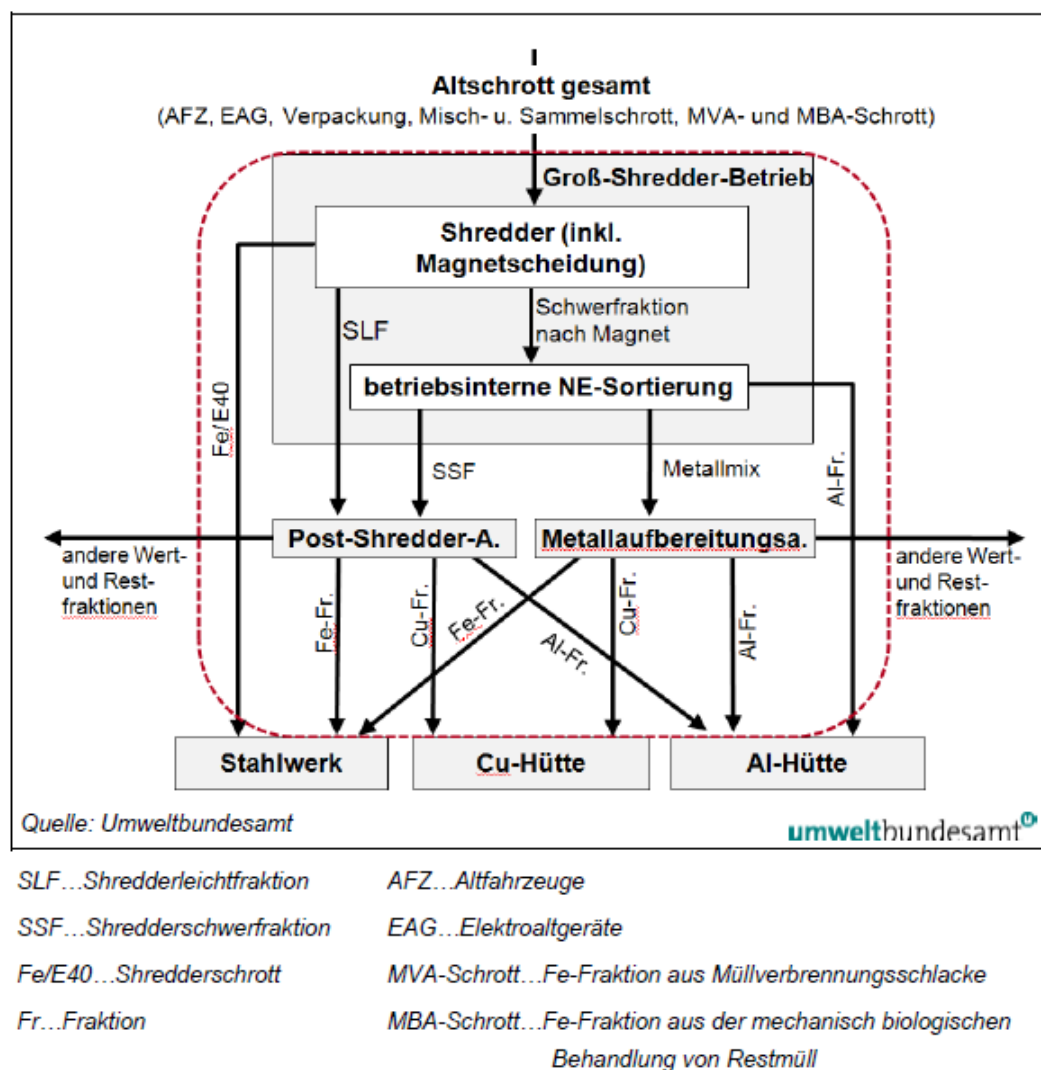 Altschrott gesamt
(AFZ, EAG, Verpackung, Misch- u. Sammelschrott, MVA- und MBA-Schrott)
Groß-Shredder-Betrieb
Shredder (inkl.
Magnetscheidung)
SLF
Schwerfraktion
nach Magnet
betriebsinterne NE-Sortierung
Fe/E40
SSF
Metallmix
Al-Fr.
Post-Shredder-A.
Metallaufbereitungsa.
andere Wert-
und Rest-
fraktionen
andere Wert-
und Rest-
fraktionen
Fe-Fr.
Cu-Fr.
Fe-Fr.
Al-Fr.
Cu-Fr.
Al-Fr.
Stahlwerk
Cu-Hütte
Al-Hütte
Quelle: Umweltbundesamt
umweltbundesamt
SLF…Shredderleichtfraktion
AFZ…Altfahrzeuge
SSF…Shredderschwerfraktion
EAG…Elektroaltgeräte
Fe/E40…Shredderschrott
MVA-Schrott…Fe-Fraktion aus Müllverbrennungsschlacke
Fr…Fraktion
MBA-Schrott…Fe-Fraktion aus der mechanisch biologischen
Behandlung von Restmüll